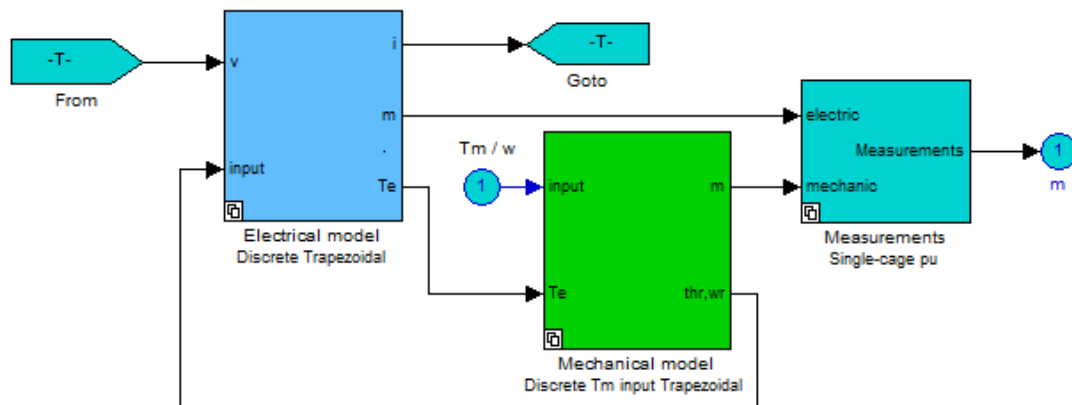 -T-
From
v
input
i
m
Te
Electrical model
Discrete Trapezoidal
-T-
Goto
Tm / w
1
input
Te
m
thr,wr
Mechanical model
Discrete Tm input Trapezoidal
electric
Measurements
mechanic
Measurements
Single-cage pu
1
m